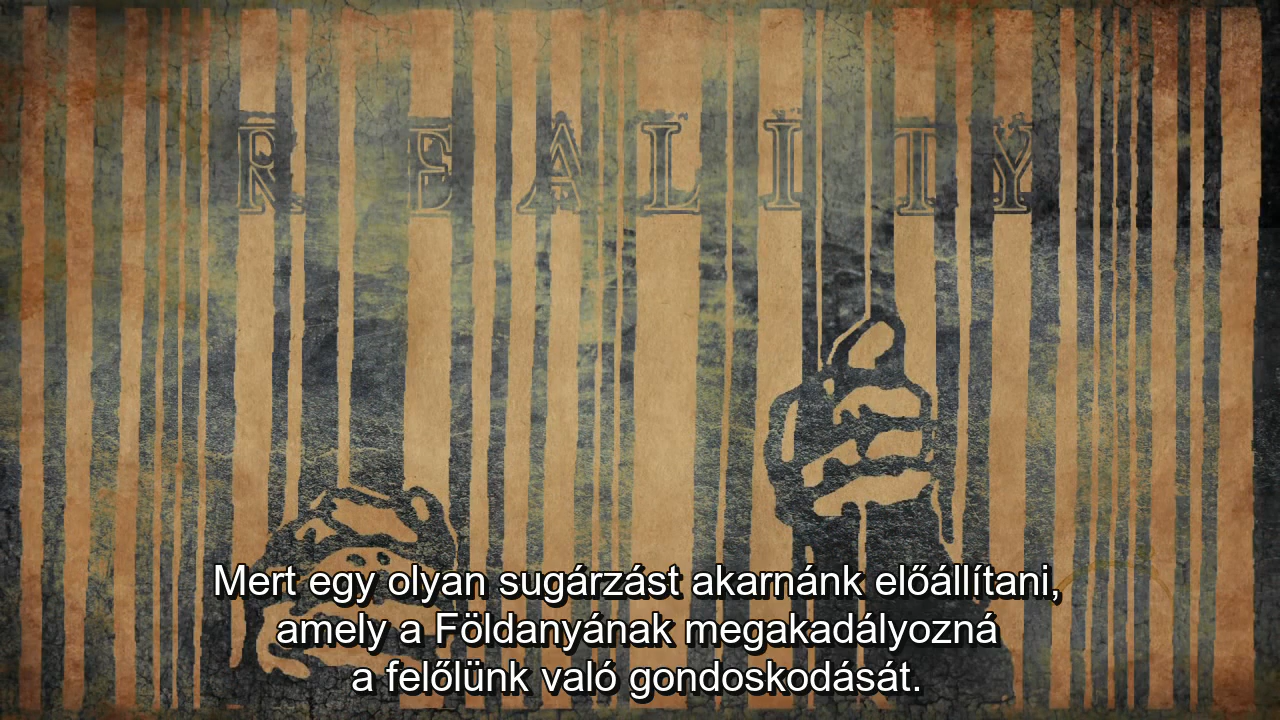 REALITY
Mert egy olyan sugárzást akarnánk előállítani,
amely a Földanyának megakadályozná
a felőlünk való gondoskodását.